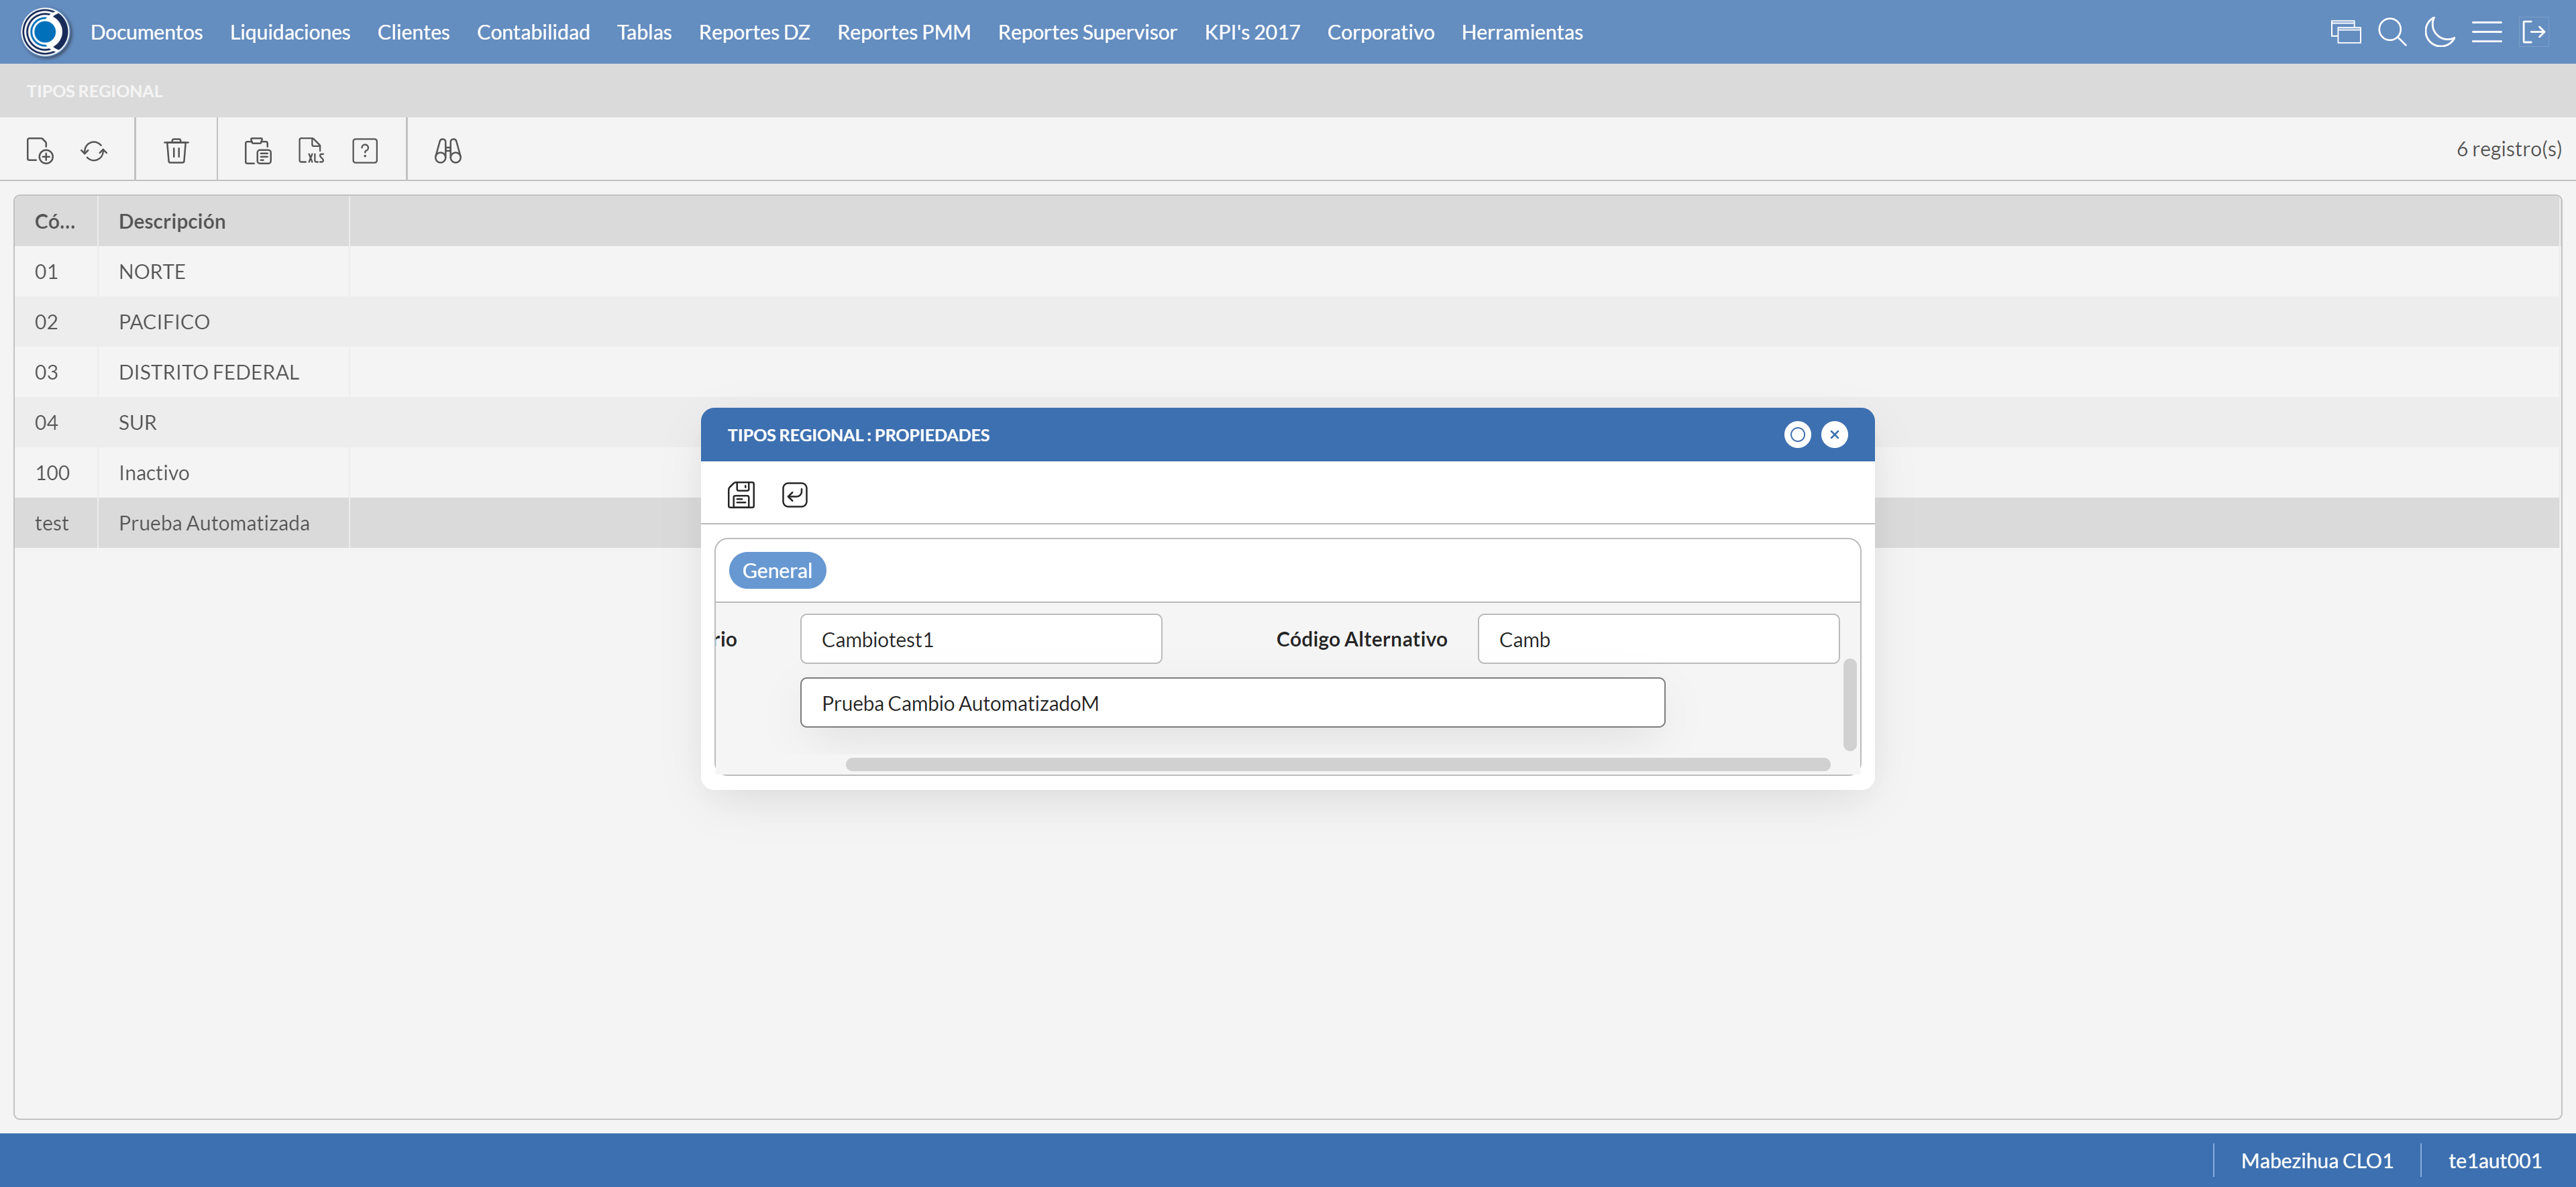 Documentos Liquidaciones Clientes Contabilidad Tablas Reportes DZ Reportes PMM Reportes Supervisor KPI's 2017 Corporativo Herramientas
TIPOS REGIONAL
XLS ? 6 registro(s)
Có... Descripción
01 NORTE
02 PACIFICO
03 DISTRITO FEDERAL
04 SUR
100 Inactivo
test Prueba Automatizada
TIPOS REGIONAL : PROPIEDADES
General
rio Cambiotest1 Código Alternativo Camb
Prueba Cambio AutomatizadoM
Mabezihua CLO1 te1aut001